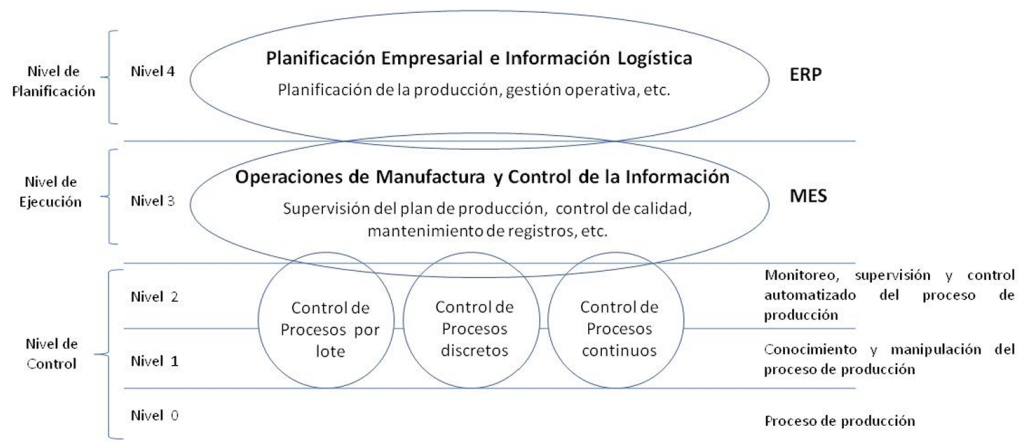 Nivel de
Planificación
Nivel 4
Planificación Empresarial e Información Logística
Planificación de la producción, gestión operativa, etc.
ERP
Nivel de
Ejecución
Nivel 3
Operaciones de Manufactura y Control de la Información
Supervisión del plan de producción, control de calidad,
mantenimiento de registros, etc.
MES
Nivel de
Control
Nivel 2
Nivel 1
Nivel 0
Control de
Procesos por
lote
Control de
Procesos
discretos
Control de
Procesos
continuos
Monitoreo, supervisión y control
automatizado del proceso de
producción
Conocimiento y manipulación del
proceso de producción
Proceso de producción